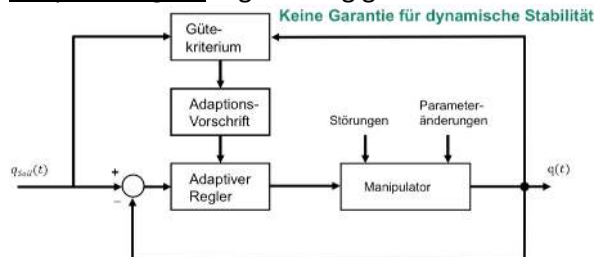 Keine Garantie für dynamische Stabilität
Güte-
kriterium
Adaptions-
Vorschrift
Störungen
Parameter-
änderungen
q_Soll(t)
+
−
Adaptiver
Regler
Manipulator
q(t)